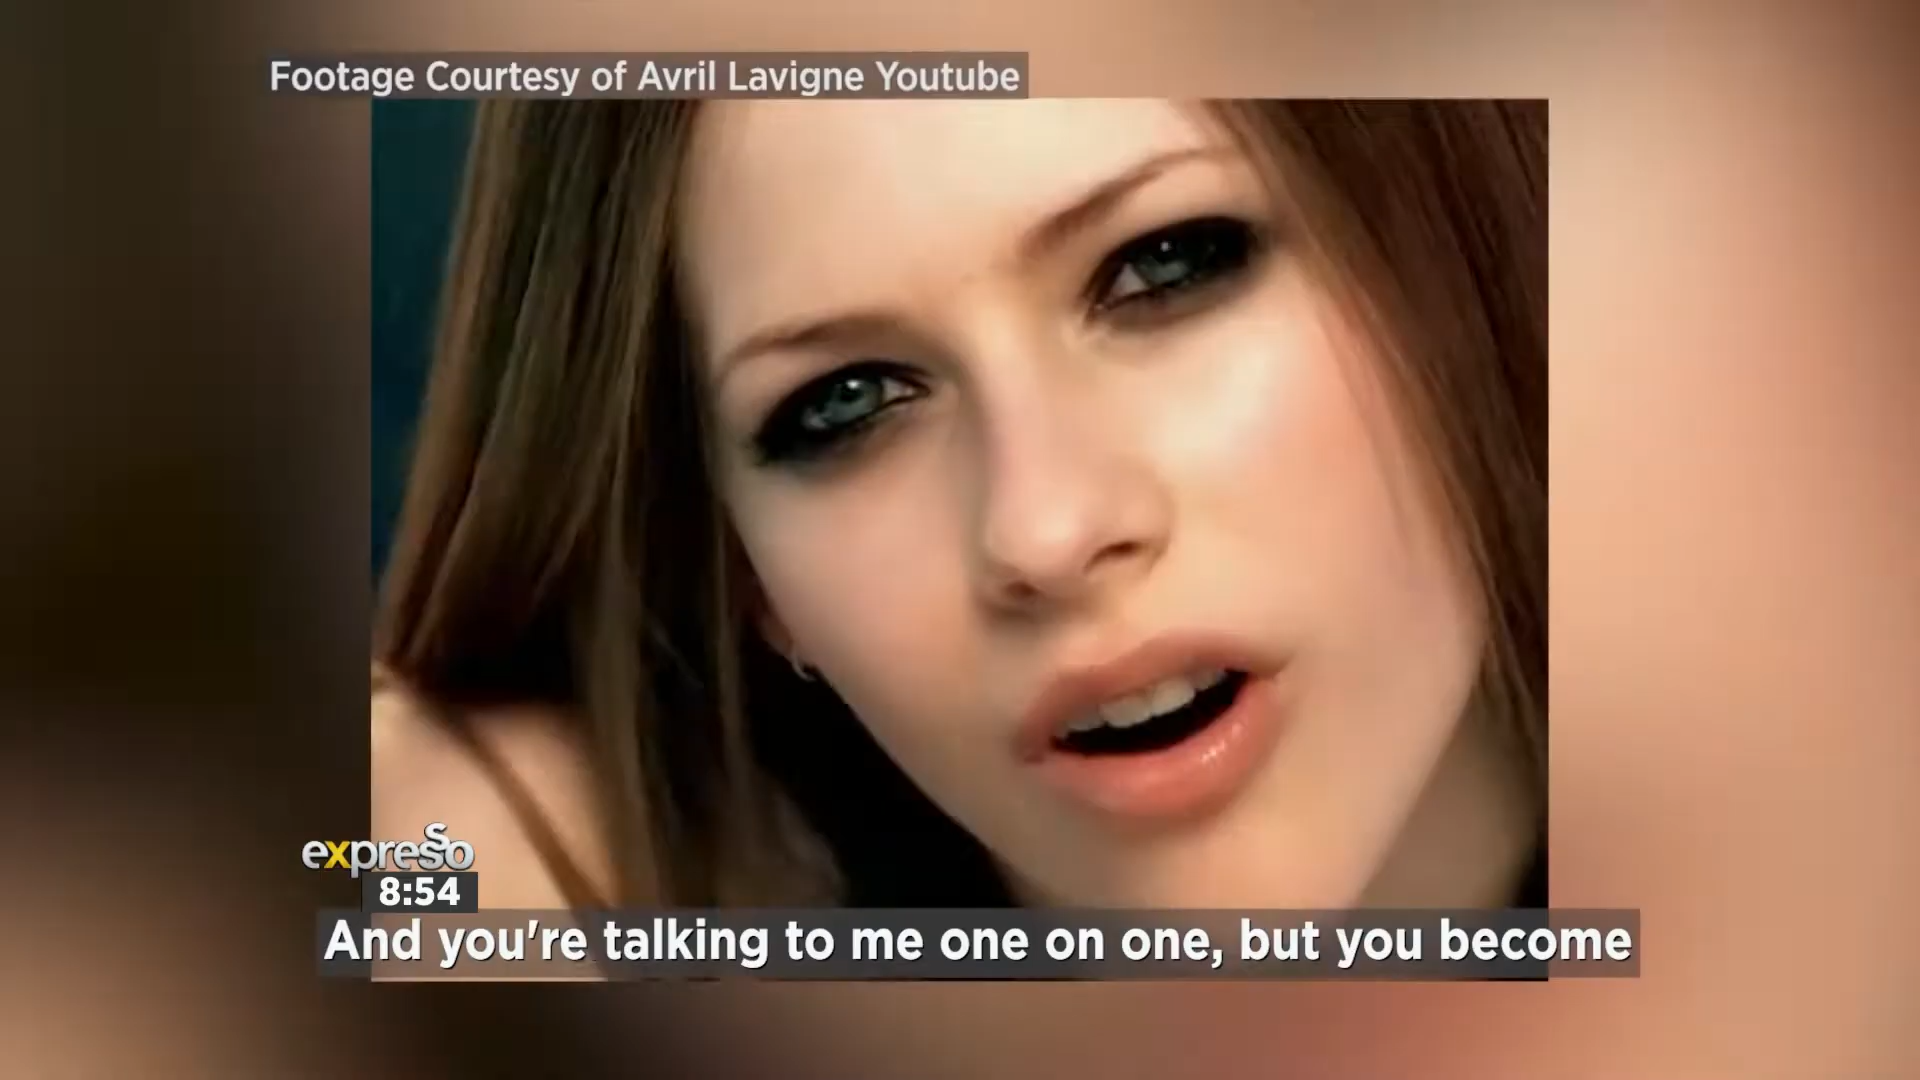 Footage Courtesy of Avril Lavigne Youtube
expresso
8:54
And you're talking to me one on one, but you become